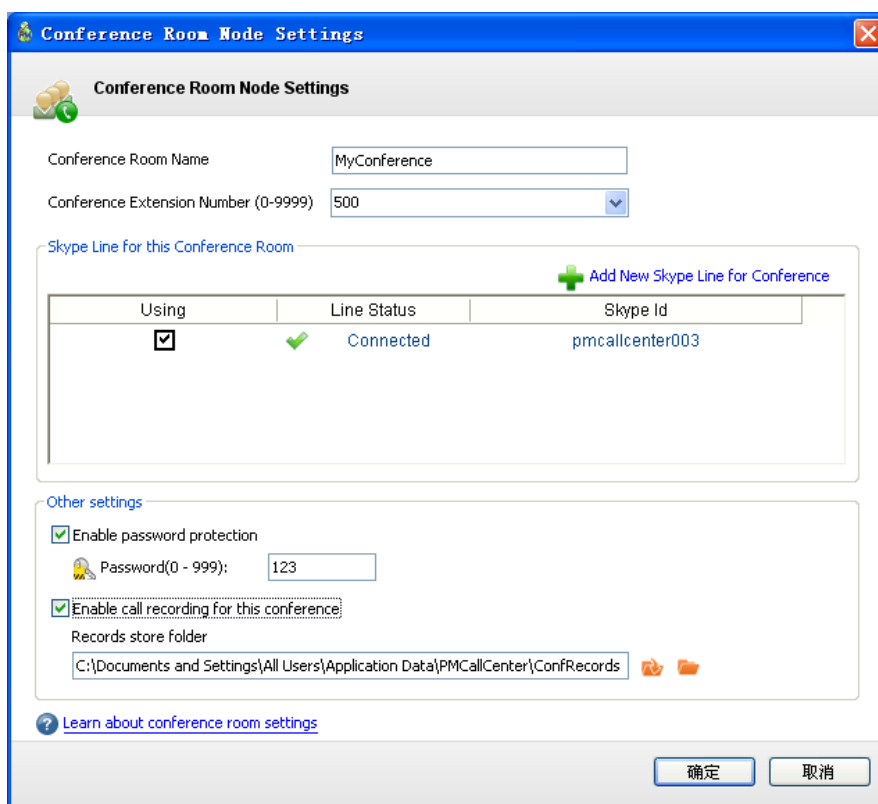 Conference Room Node Settings
Conference Room Node Settings
Conference Room Name MyConference
Conference Extension Number (0-9999) 500
Skype Line for this Conference Room
Add New Skype Line for Conference
Using Line Status Skype Id
Connected pmcallcenter003
Other settings
Enable password protection
Password(0 - 999): 123
Enable call recording for this conference
Records store folder
C:\Documents and Settings\All Users\Application Data\PMCallCenter\ConfRecords
Learn about conference room settings
确定 取消